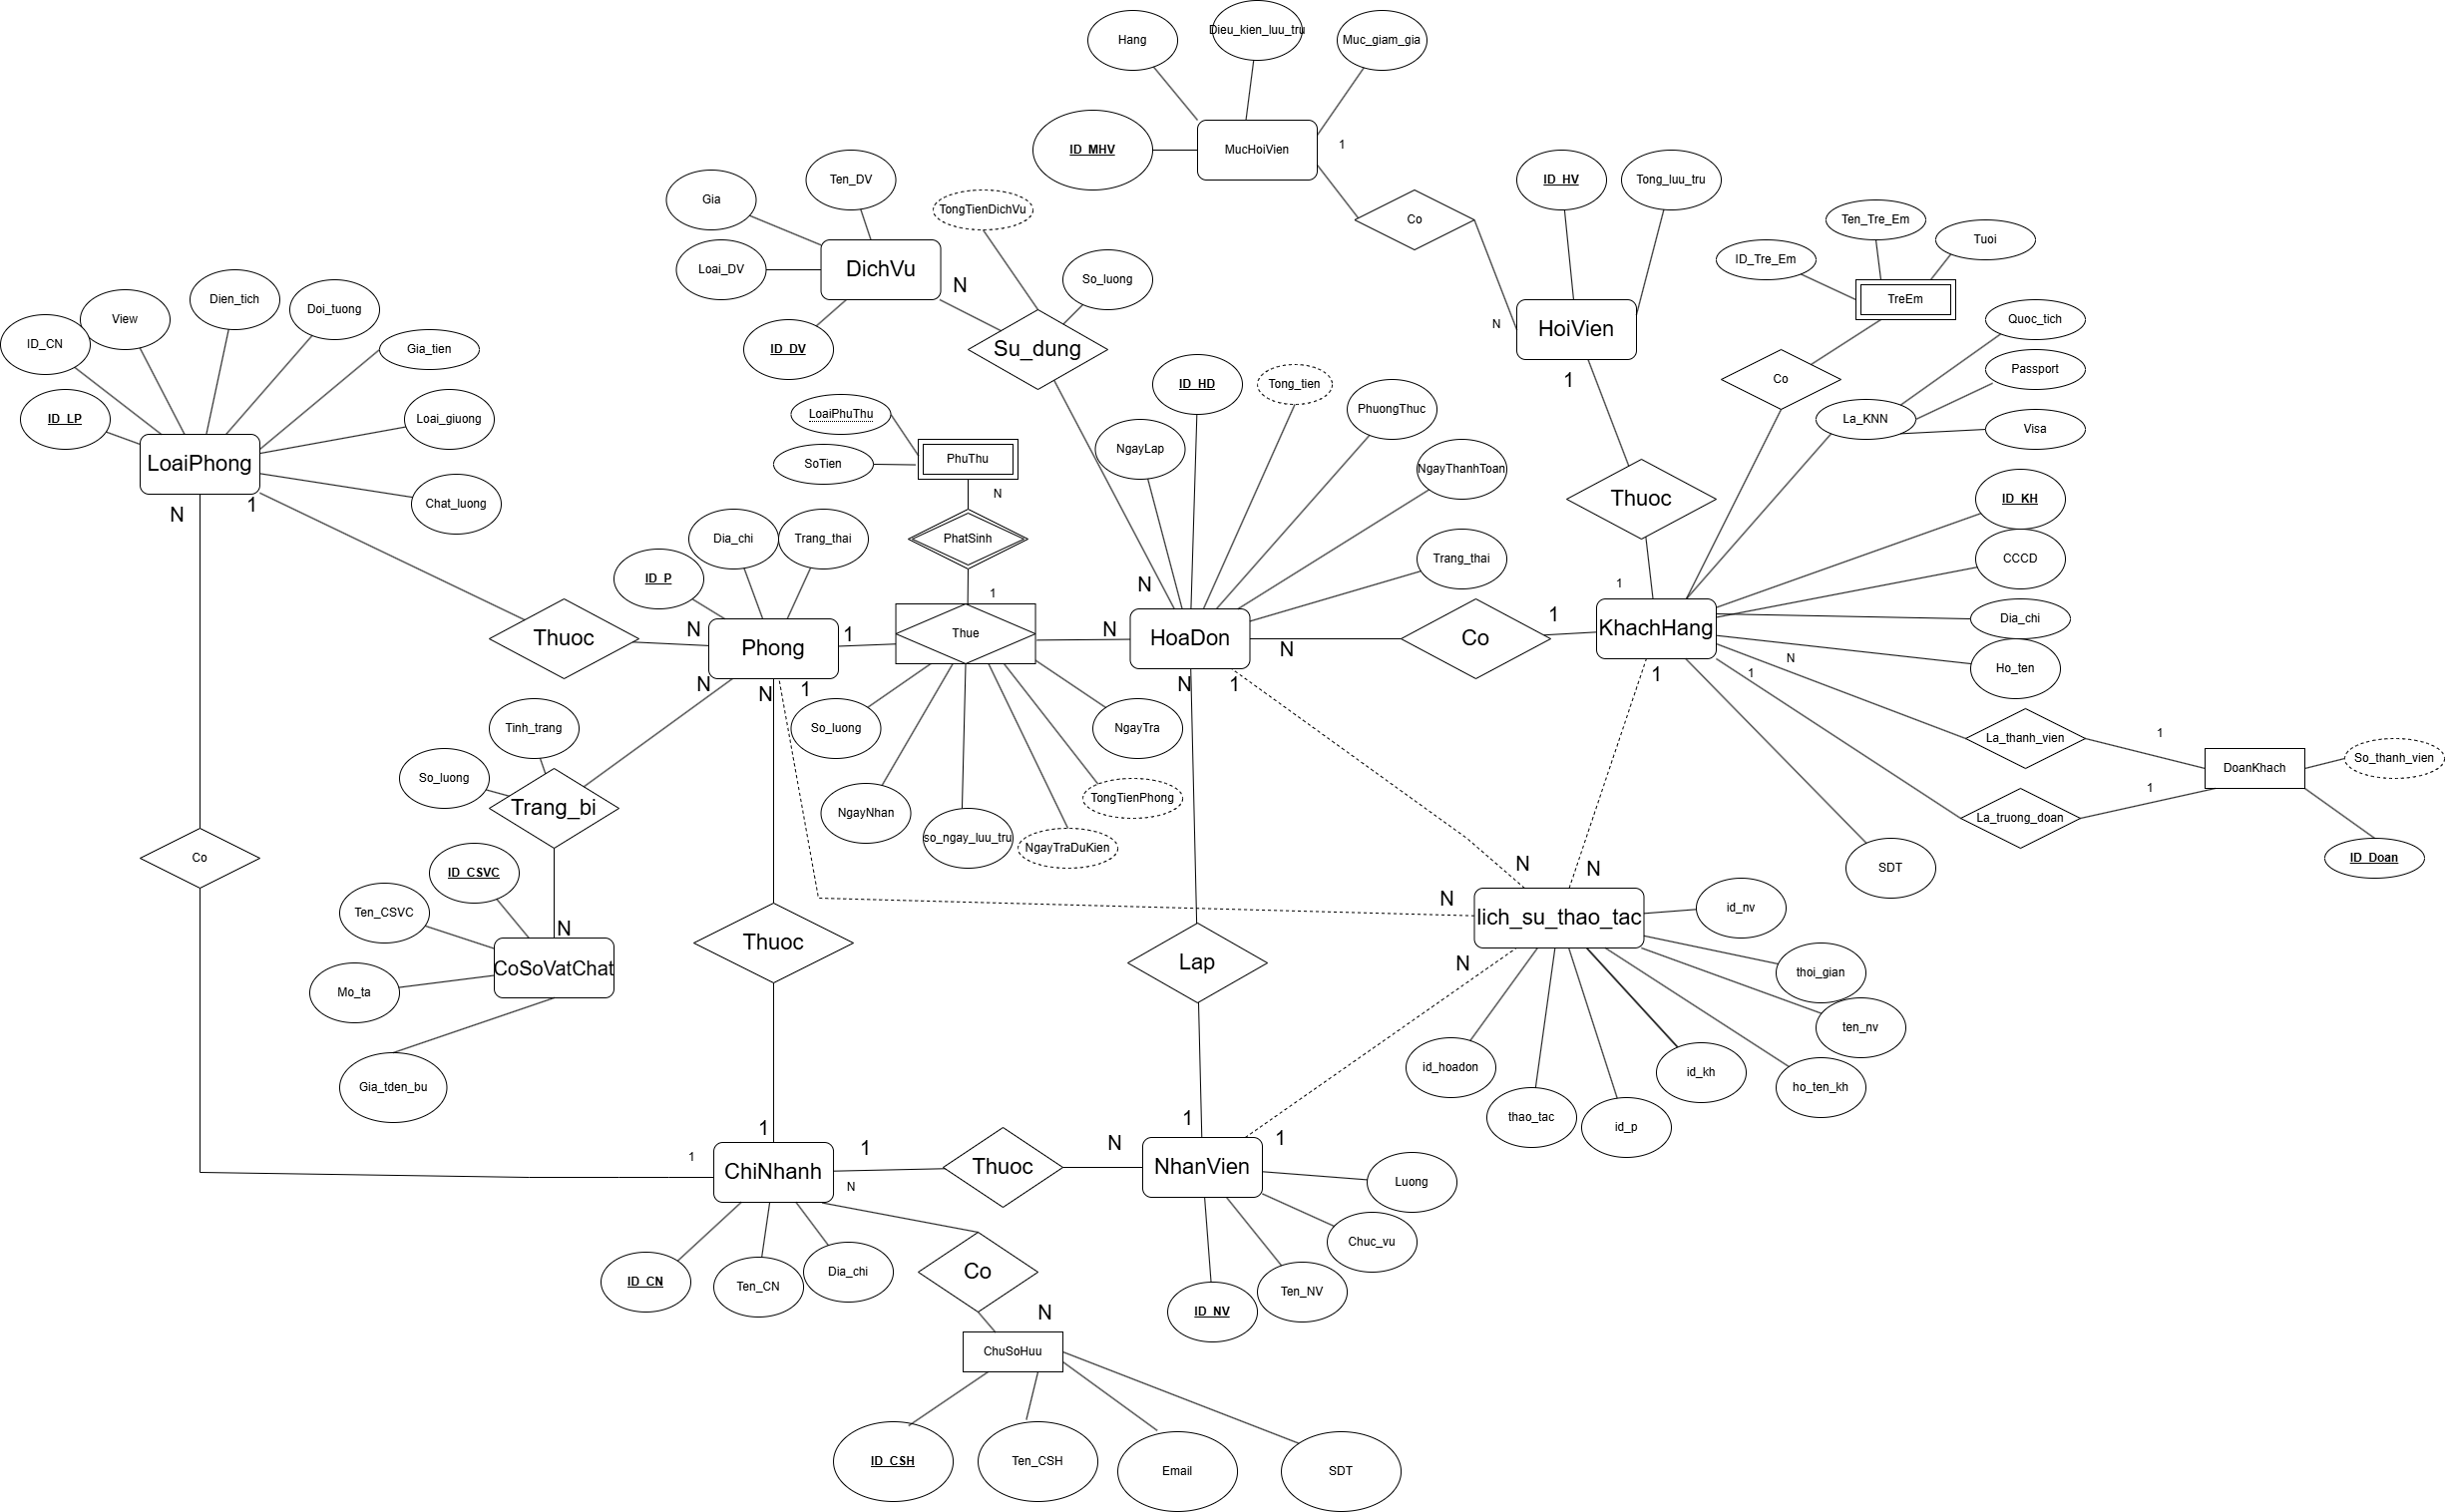 Hang
Dieu_kien_luu_tru
Muc_giam_gia
ID_MHV
MucHoiVien
1
Co
N
ID_HV
Tong_luu_tru
HoiVien
1
Gia
Ten_DV
TongTienDichVu
Loai_DV
DichVu
N
So_luong
ID_DV
Su_dung
Ten_Tre_Em
ID_Tre_Em
Tuoi
TreEm
Co
Quoc_tich
Passport
La_KNN
Visa
ID_CN
View
Dien_tich
Doi_tuong
Gia_tien
ID_LP
Loai_giuong
LoaiPhong
Chat_luong
N
1
LoaiPhuThu
SoTien
PhuThu
N
PhatSinh
1
ID_HD
Tong_tien
PhuongThuc
NgayLap
NgayThanhToan
Trang_thai
N
Thuoc
1
ID_KH
CCCD
Dia_chi
Ho_ten
KhachHang
1
Co
N
HoaDon
N
Thue
1
Phong
N
Thuoc
ID_P
Dia_chi
Trang_thai
N
N
1
N
1
1
N
1
La_thanh_vien
1
La_truong_doan
1
DoanKhach
So_thanh_vien
ID_Doan
SDT
So_luong
NgayNhan
so_ngay_luu_tru
NgayTraDuKien
TongTienPhong
NgayTra
Tinh_trang
So_luong
Trang_bi
Co
ID_CSVC
Ten_CSVC
Mo_ta
CoSoVatChat
N
Gia_tden_bu
Thuoc
Lap
N
N
N
N
lich_su_thao_tac
id_nv
thoi_gian
ten_nv
ho_ten_kh
id_kh
id_p
thao_tac
id_hoadon
1
1
ChiNhanh
1
N
Thuoc
N
1
1
NhanVien
Luong
Chuc_vu
Ten_NV
ID_NV
ID_CN
Ten_CN
Dia_chi
Co
N
ChuSoHuu
ID_CSH
Ten_CSH
Email
SDT